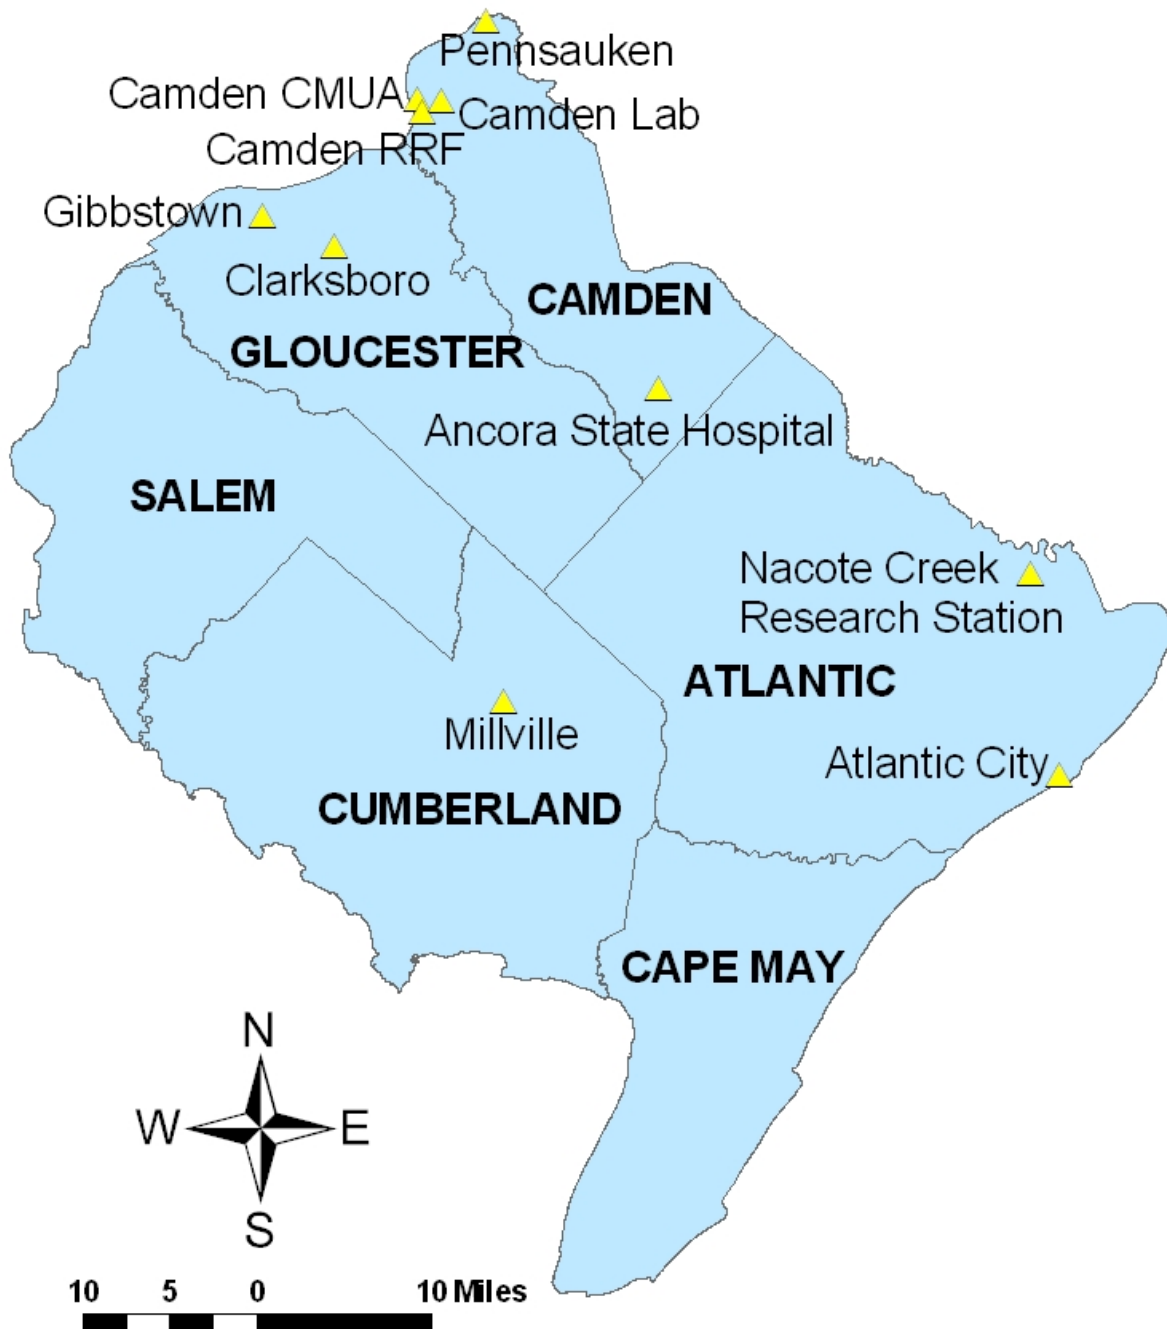 Pennsauken
Camden CMUA
Camden Lab
Camden RRF
Gibbstown
Clarksboro
CAMDEN
GLOUCESTER
Ancora State Hospital
SALEM
Nacote Creek
Research Station
ATLANTIC
Millville
Atlantic City
CUMBERLAND
CAPE MAY
N
W E
S
10 5 0 10 Miles